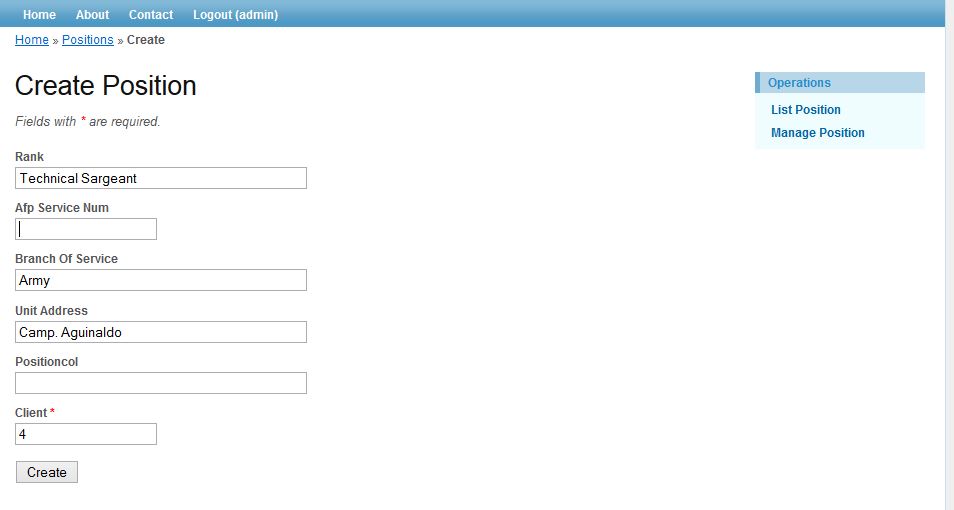 Home About Contact Logout (admin)
Home » Positions » Create
Create Position
Fields with * are required.
Rank
Technical Sargeant
Afp Service Num
Branch Of Service
Army
Unit Address
Camp. Aguinaldo
Positioncol
Client *
4
Create
Operations
List Position
Manage Position